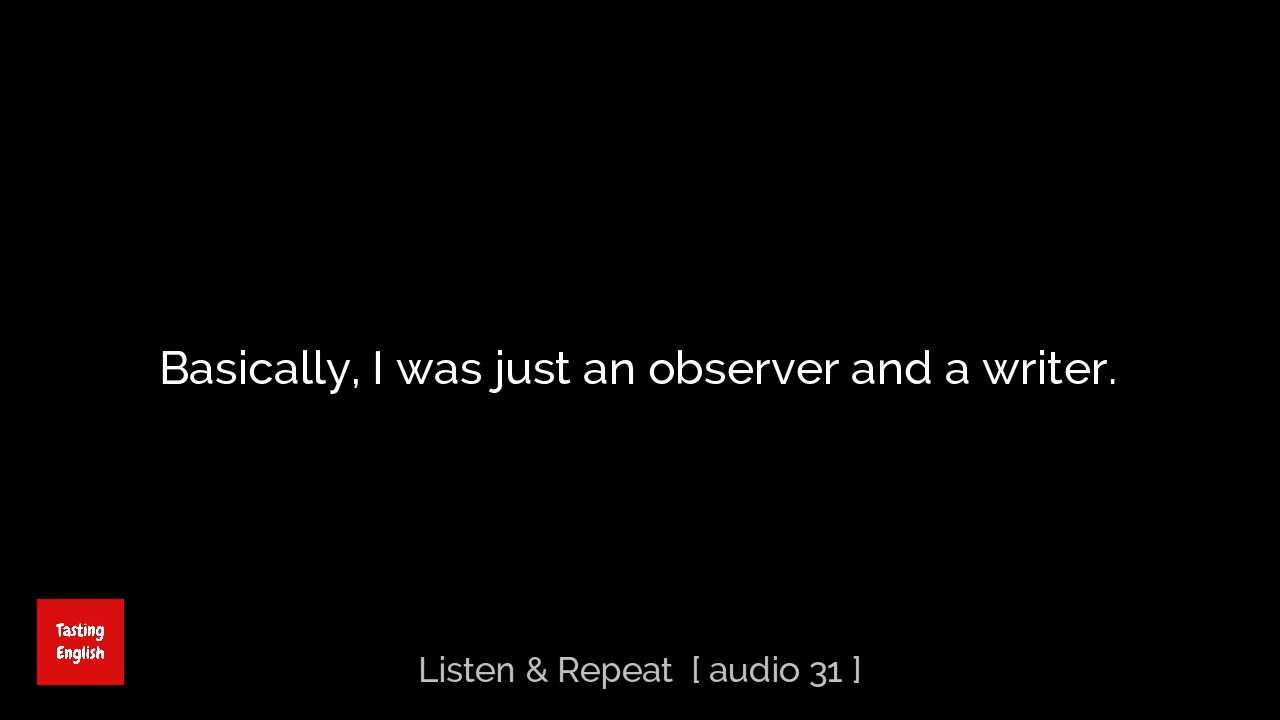 Basically, I was just an observer and a writer.
Tasting
English
Listen & Repeat [ audio 31 ]